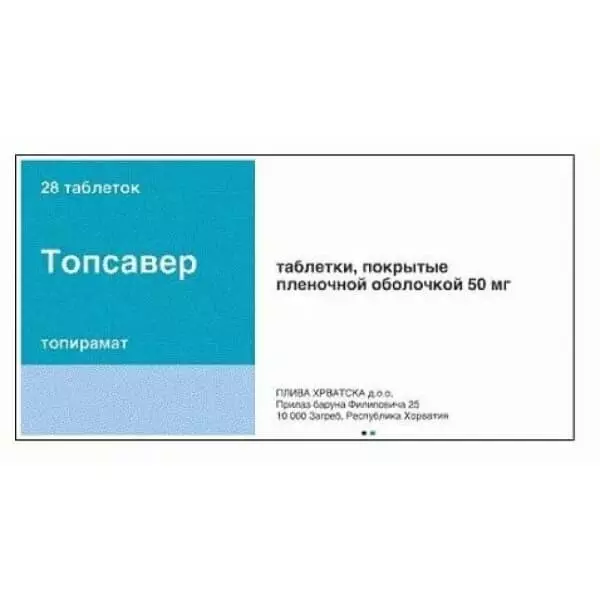 28 таблеток
Топсавер
топирамат
таблетки, покрытые
пленочной оболочкой 50 мг
ПЛИВА ХРВАТСКА д.о.о.
Прилаз баруна Филиповича 25
10 000 Загреб, Республика Хорватия